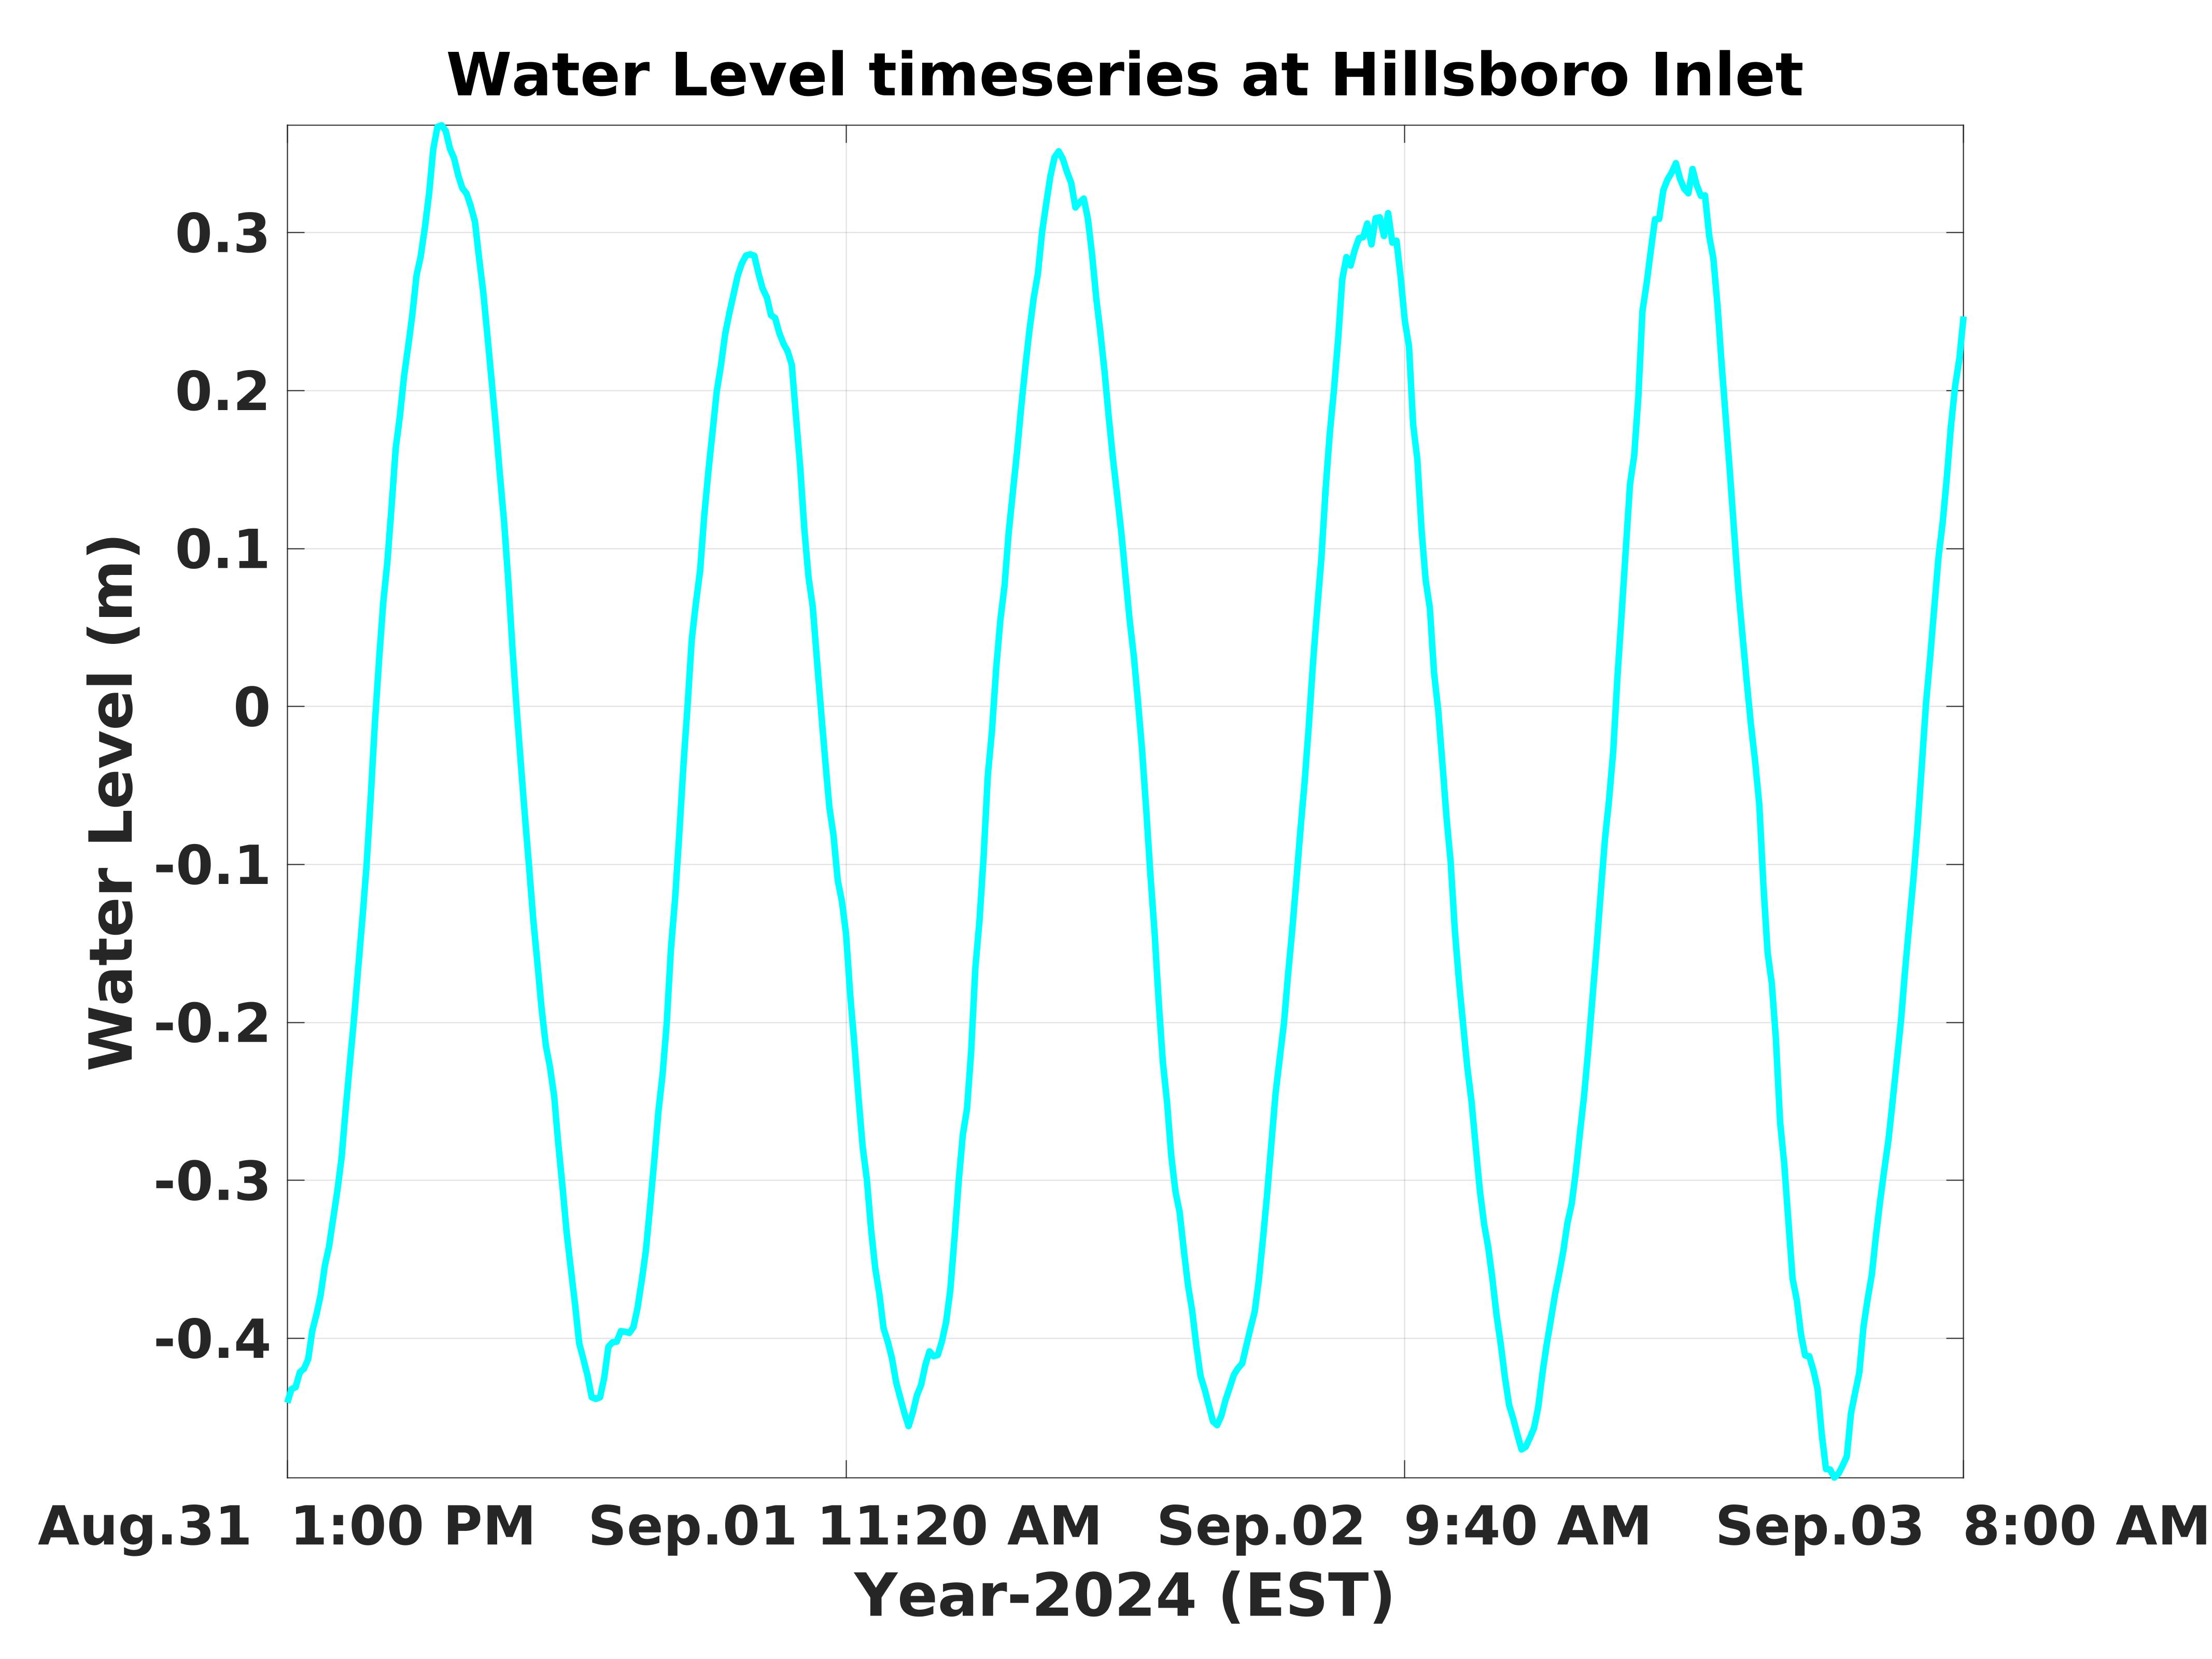 Water Level timeseries at Hillsboro Inlet
Water Level (m)
0.3
0.2
0.1
0
-0.1
-0.2
-0.3
-0.4
Aug.31 1:00 PM Sep.01 11:20 AM Sep.02 9:40 AM Sep.03 8:00 AM
Year-2024 (EST)